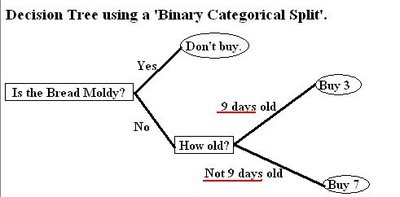 Decision Tree using a 'Binary Categorical Split'.
Don't buy.
Yes
Is the Bread Moldy?
Buy 3
9 days old
No
How old?
Not 9 days old
Buy 7